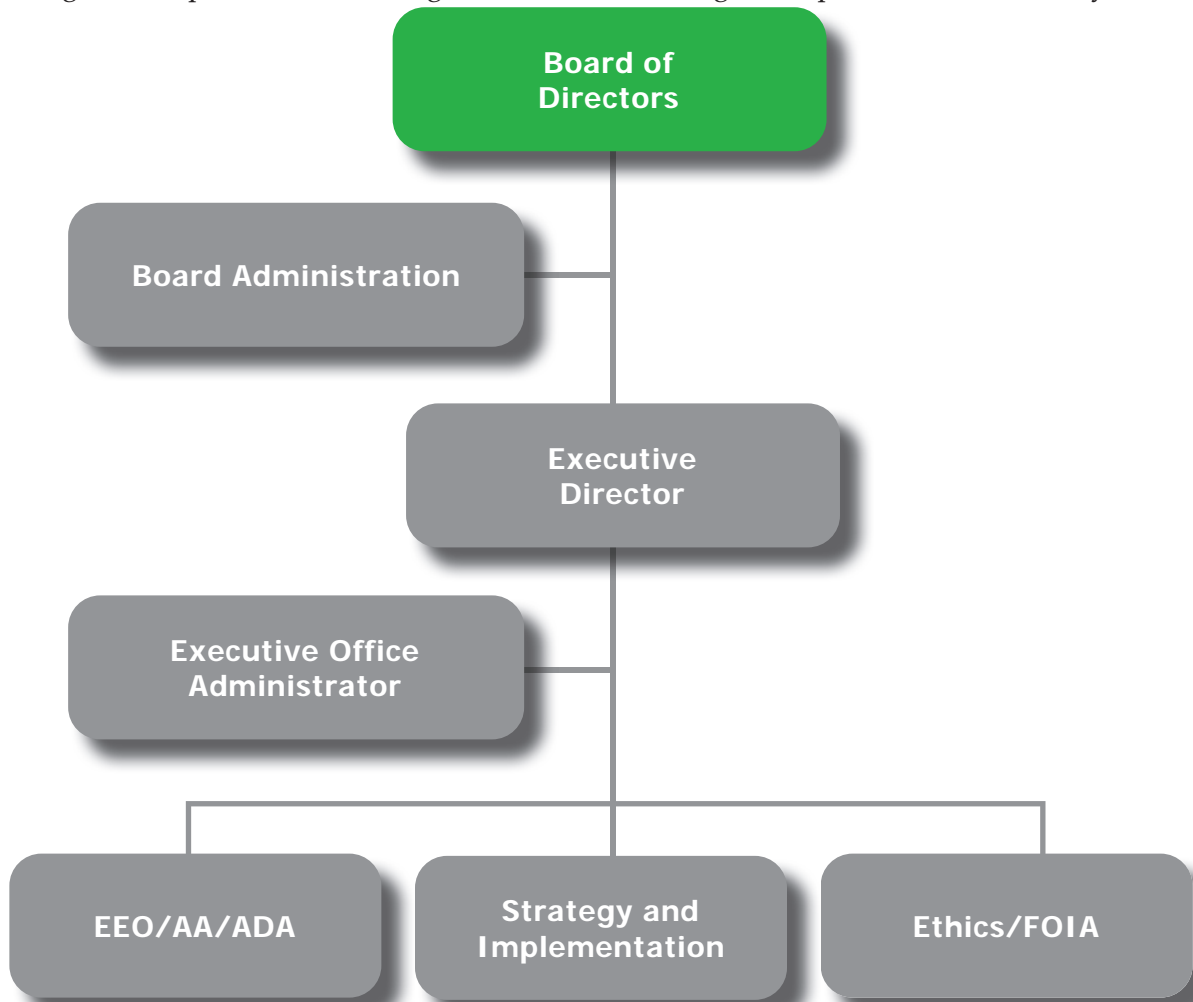 Board of
Directors
Board Administration
Executive
Director
Executive Office
Administrator
EEO/AA/ADA
Strategy and
Implementation
Ethics/FOIA